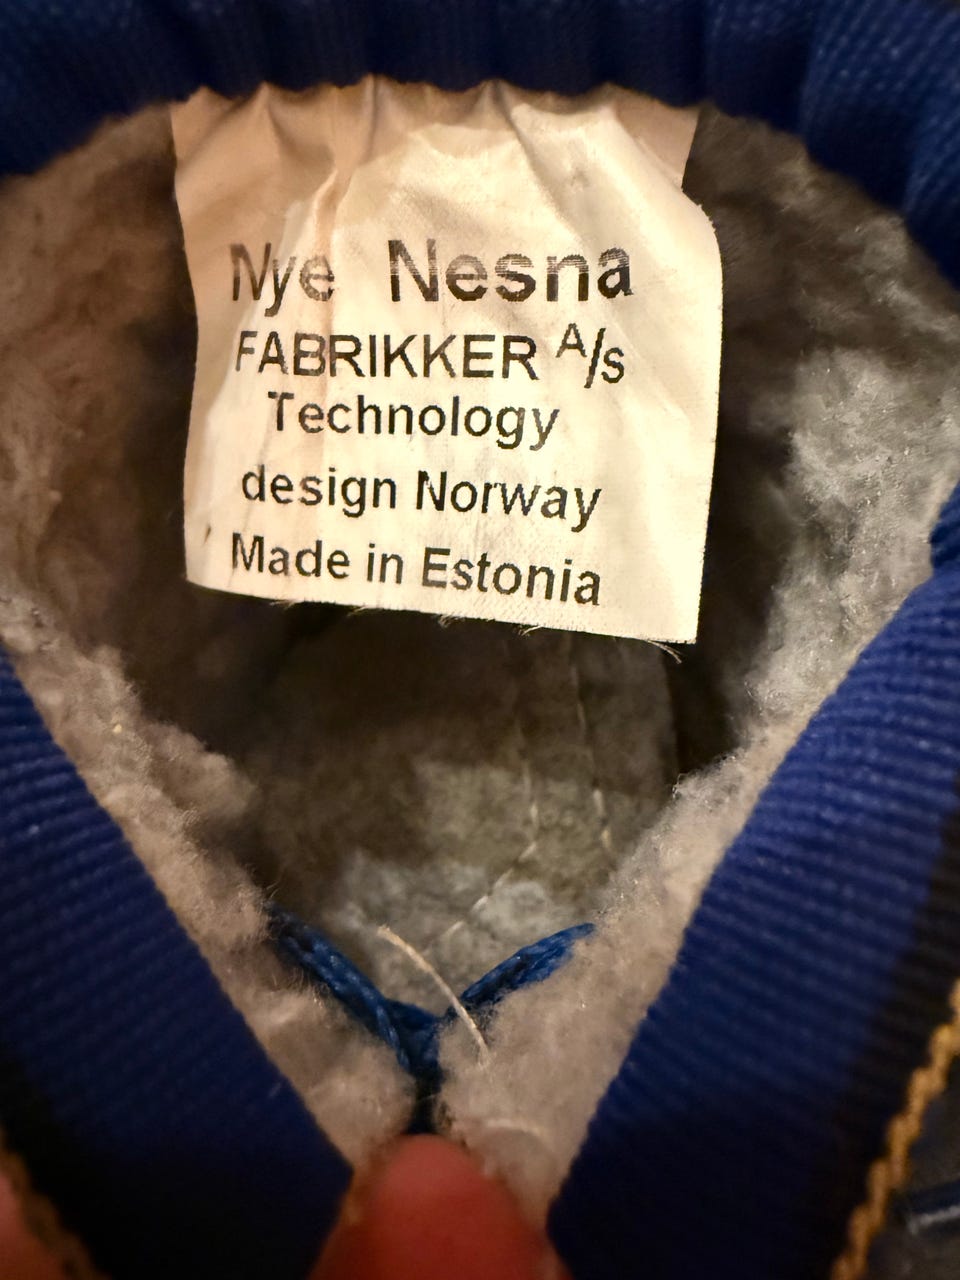 Nye Nesna
FABRIKKER A/s
Technology
design Norway
Made in Estonia